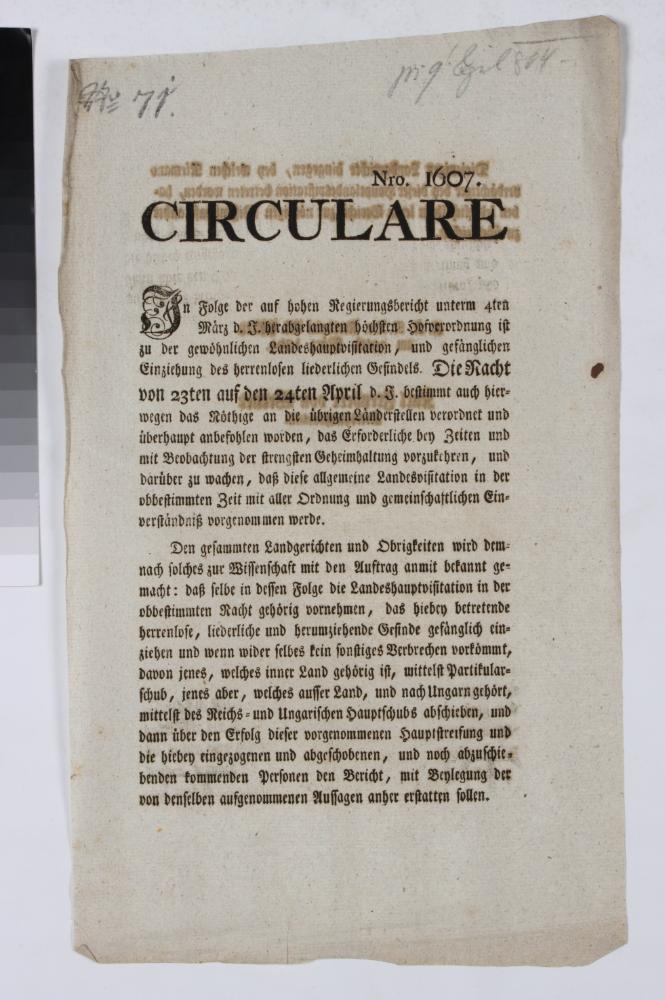 No 71.
Nro. 1607.
CIRCULARE
In Folge der auf hohen Regierungsbericht unterm 4ten
März d. J. herabgelangten höchsten Hofverordnung ist
zu der gewöhnlichen Landeshauptvisitation, und gefänglichen
Einziehung des herrenlosen liederlichen Gesindels. Die Nacht
von 23ten auf den 24ten April d. J. bestimmt auch hier-
wegen das Nöthige an die übrigen Länderstellen verordnet und
überhaupt anbefohlen worden, das Erforderliche bey Zeiten und
mit Beobachtung der strengsten Geheimhaltung vorzukehren, und
darüber zu wachen, daß diese allgemeine Landesvisitation in der
obbestimmten Zeit mit aller Ordnung und gemeinschaftlichen Ein-
verständniß vorgenommen werde.
Den gesammten Landgerichten und Obrigkeiten wird dem-
nach solches zur Wissenschaft mit den Auftrag anmit bekannt ge-
macht: daß selbe in dessen Folge die Landeshauptvisitation in der
obbestimmten Nacht gehörig vornehmen, das hiebey betretende
herrenlose, liederliche und herumziehende Gesinde gefänglich ein-
ziehen und wenn wider selbes kein sonstiges Verbrechen vorkömmt,
davon jenes, welches inner Land gehörig ist, mittelst Partikular-
schub, jenes aber, welches ausser Land, und nach Ungarn gehört,
mittelst des Reichs- und Ungarischen Hauptschubs abschieben, und
dann über den Erfolg dieser vorgenommenen Hauptstreifung und
die hiebey eingezogenen und abgeschobenen, und noch abzuschie-
benden kommenden Personen den Bericht, mit Beylegung der
von denselben aufgenommenen Aussagen anher erstatten sollen.